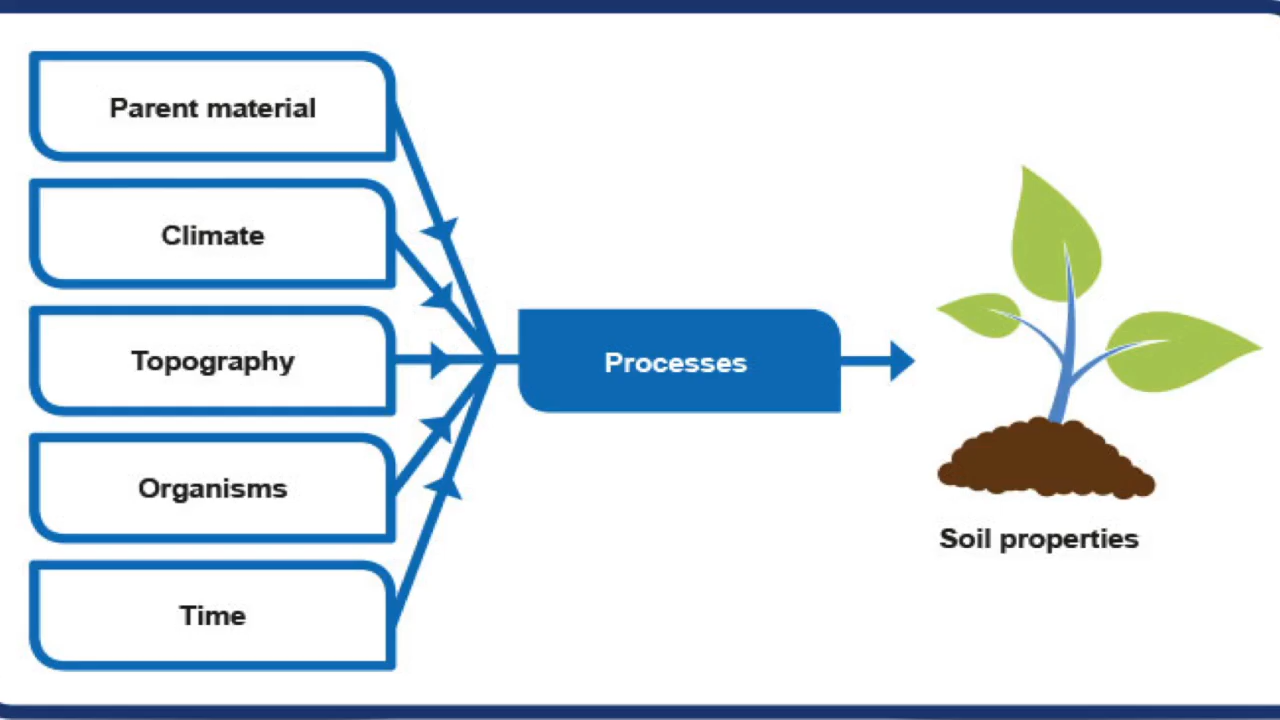 Parent material
Climate
Topography
Organisms
Time
Processes
Soil properties